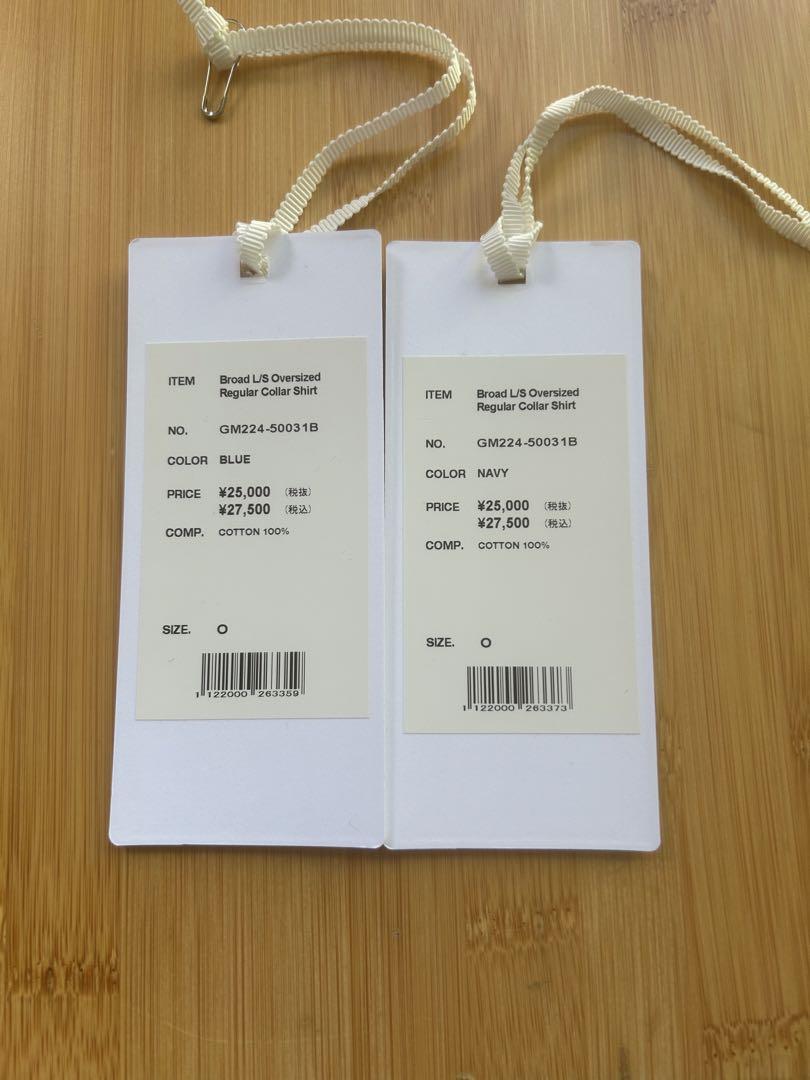 ITEM Broad L/S Oversized
Regular Collar Shirt
NO. GM224-50031B
COLOR BLUE
PRICE ¥25,000 (税抜)
¥27,500 (税込)
COMP. COTTON 100%
SIZE. O
1 122000 263359
ITEM Broad L/S Oversized
Regular Collar Shirt
NO. GM224-50031B
COLOR NAVY
PRICE ¥25,000 (税抜)
¥27,500 (税込)
COMP. COTTON 100%
SIZE. O
1 122000 263373